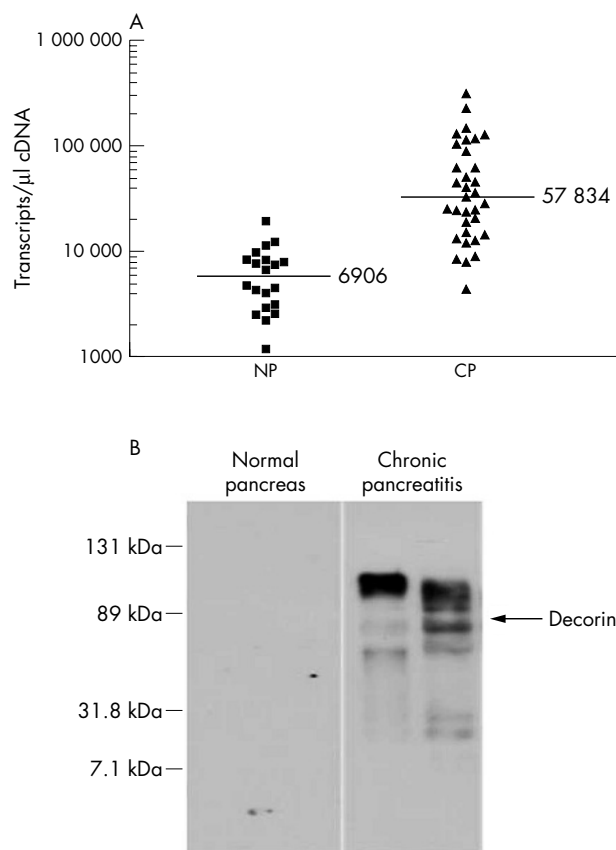 A
1 000 000
100 000
10 000
1000
Transcripts/µl cDNA
6906
57 834
NP
CP
B
Normal
pancreas
Chronic
pancreatitis
131 kDa
89 kDa
31.8 kDa
7.1 kDa
Decorin